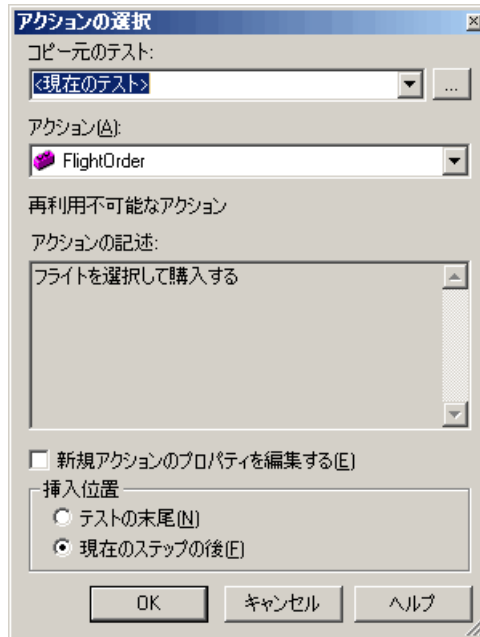 アクションの選択
コピー元のテスト:
<現在のテスト>
...
アクション(A):
FlightOrder
再利用不可能なアクション
アクションの記述:
フライトを選択して購入する
新規アクションのプロパティを編集する(E)
挿入位置
テストの末尾(N)
現在のステップの後(F)
OK キャンセル ヘルプ